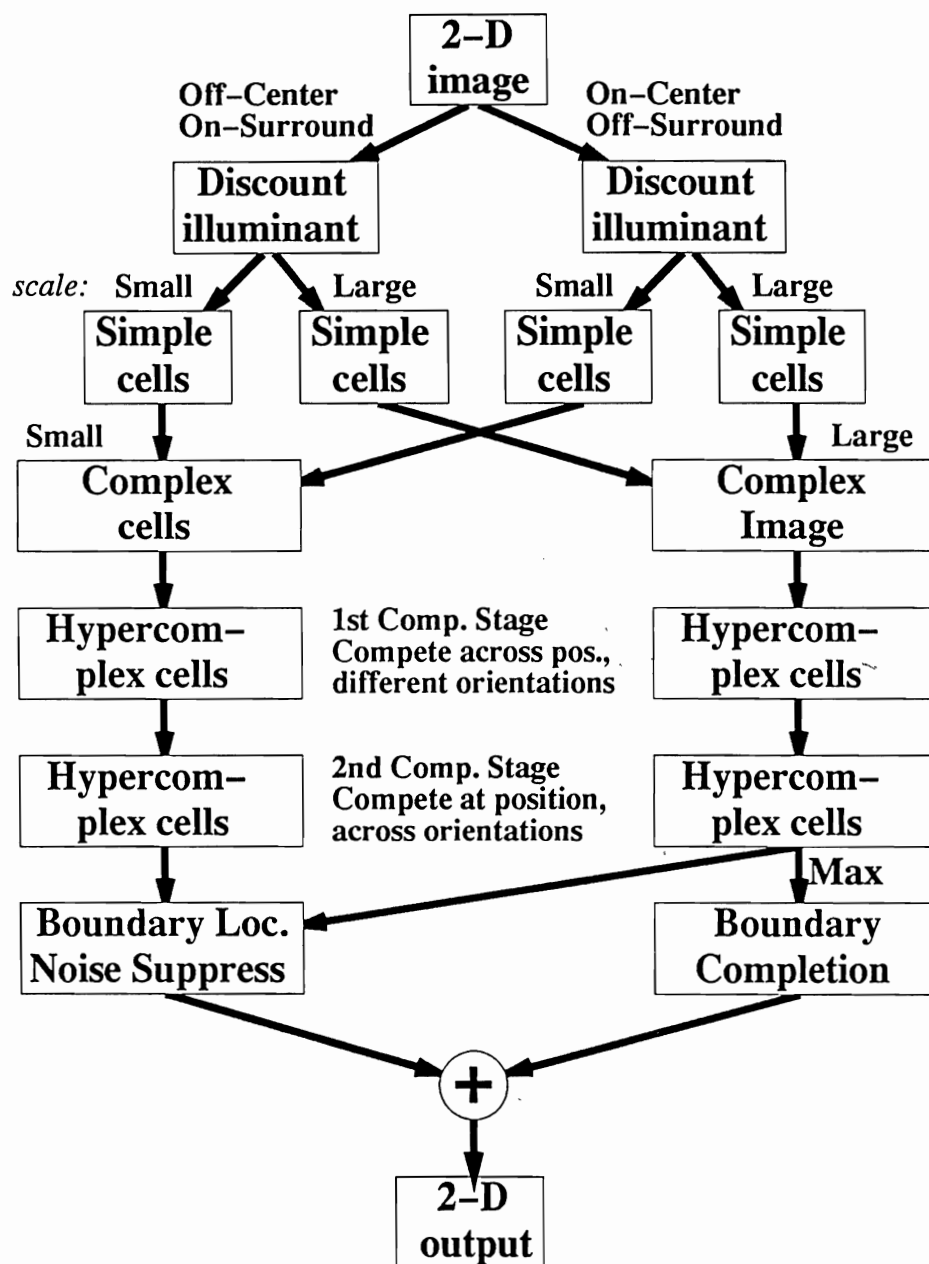 2–D
image
Off–Center
On–Surround
On–Center
Off–Surround
Discount
illuminant
Discount
illuminant
scale:
Small
Large
Small
Large
Simple
cells
Simple
cells
Simple
cells
Simple
cells
Small
Large
Complex
cells
Complex
Image
Hypercom–
plex cells
1st Comp. Stage
Compete across pos.,
different orientations
Hypercom–
plex cells
Hypercom–
plex cells
2nd Comp. Stage
Compete at position,
across orientations
Hypercom–
plex cells
Max
Boundary Loc.
Noise Suppress
Boundary
Completion
+
2–D
output